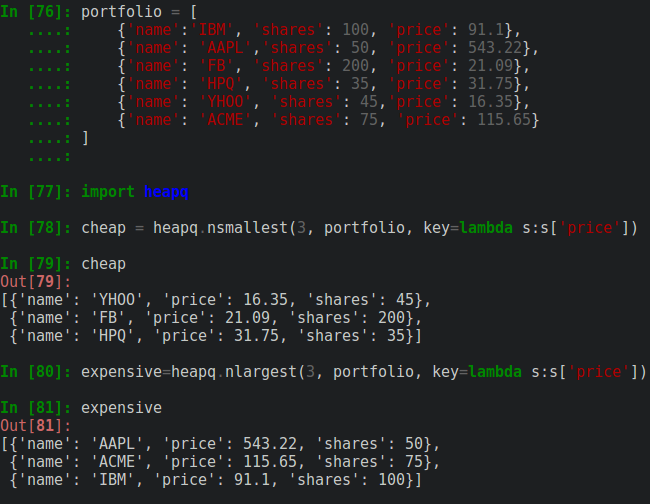 In [76]: portfolio = [
   ....:     {'name':'IBM', 'shares': 100, 'price': 91.1},
   ....:     {'name': 'AAPL','shares': 50, 'price': 543.22},
   ....:     {'name': 'FB', 'shares': 200, 'price': 21.09},
   ....:     {'name': 'HPQ', 'shares': 35, 'price': 31.75},
   ....:     {'name': 'YHOO', 'shares': 45,'price': 16.35},
   ....:     {'name': 'ACME', 'shares': 75, 'price': 115.65}
   ....: ]
   ....:
In [77]: import heapq
In [78]: cheap = heapq.nsmallest(3, portfolio, key=lambda s:s['price'])
In [79]: cheap
Out[79]:
[{'name': 'YHOO', 'price': 16.35, 'shares': 45},
 {'name': 'FB', 'price': 21.09, 'shares': 200},
 {'name': 'HPQ', 'price': 31.75, 'shares': 35}]
In [80]: expensive=heapq.nlargest(3, portfolio, key=lambda s:s['price'])
In [81]: expensive
Out[81]:
[{'name': 'AAPL', 'price': 543.22, 'shares': 50},
 {'name': 'ACME', 'price': 115.65, 'shares': 75},
 {'name': 'IBM', 'price': 91.1, 'shares': 100}]